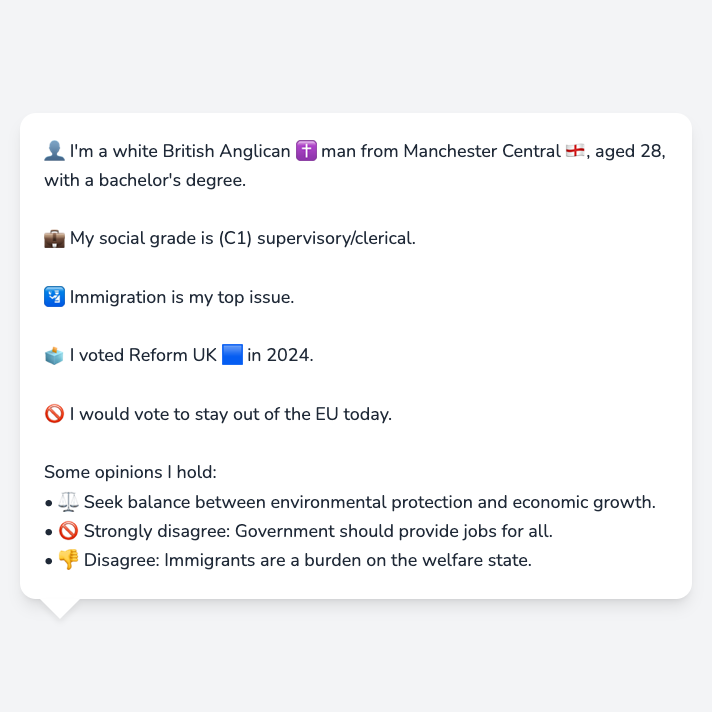 👤 I'm a white British Anglican ✝️ man from Manchester Central 🏴󠁧󠁢󠁥󠁮󠁧󠁿, aged 28,
with a bachelor's degree.
💼 My social grade is (C1) supervisory/clerical.
🛂 Immigration is my top issue.
🗳️ I voted Reform UK 🟦 in 2024.
🚫 I would vote to stay out of the EU today.
Some opinions I hold:
• ⚖️ Seek balance between environmental protection and economic growth.
• 🚫 Strongly disagree: Government should provide jobs for all.
• 👎 Disagree: Immigrants are a burden on the welfare state.